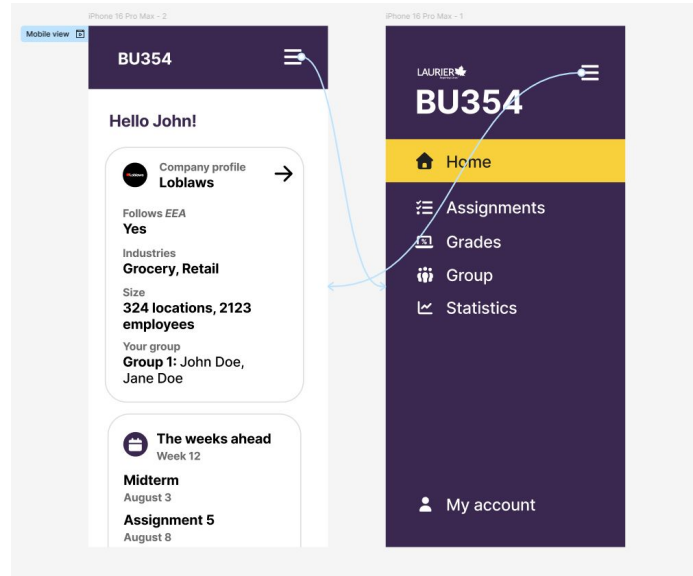 iPhone 16 Pro Max – 2
Mobile view
BU354
Hello John!
Company profile
Loblaws
Follows EEA
Yes
Industries
Grocery, Retail
Size
324 locations, 2123
employees
Your group
Group 1: John Doe,
Jane Doe
The weeks ahead
Week 12
Midterm
August 3
Assignment 5
August 8
iPhone 16 Pro Max – 1
LAURIER
BU354
Home
Assignments
Grades
Group
Statistics
My account